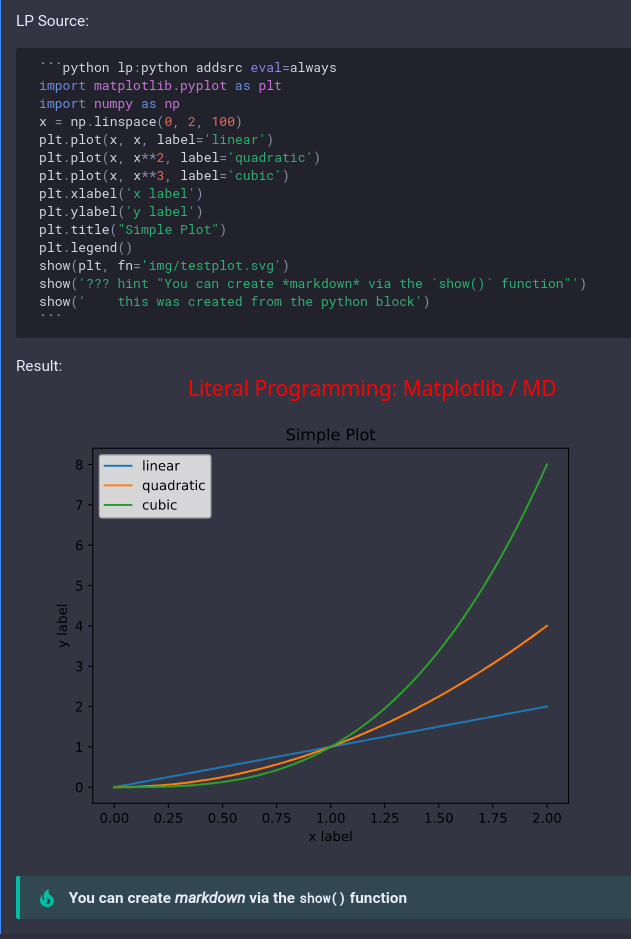 LP Source:
```python lp:python addsrc eval=always
import matplotlib.pyplot as plt
import numpy as np
x = np.linspace(0, 2, 100)
plt.plot(x, x, label='linear')
plt.plot(x, x**2, label='quadratic')
plt.plot(x, x**3, label='cubic')
plt.xlabel('x label')
plt.ylabel('y label')
plt.title("Simple Plot")
plt.legend()
show(plt, fn='img/testplot.svg')
show('??? hint "You can create *markdown* via the `show()` function"')
show('    this was created from the python block')
```
Result:
Literal Programming: Matplotlib / MD
Simple Plot
linear
quadratic
cubic
8
7
6
5
4
3
2
1
0
y label
0.00 0.25 0.50 0.75 1.00 1.25 1.50 1.75 2.00
x label
You can create markdown via the show() function